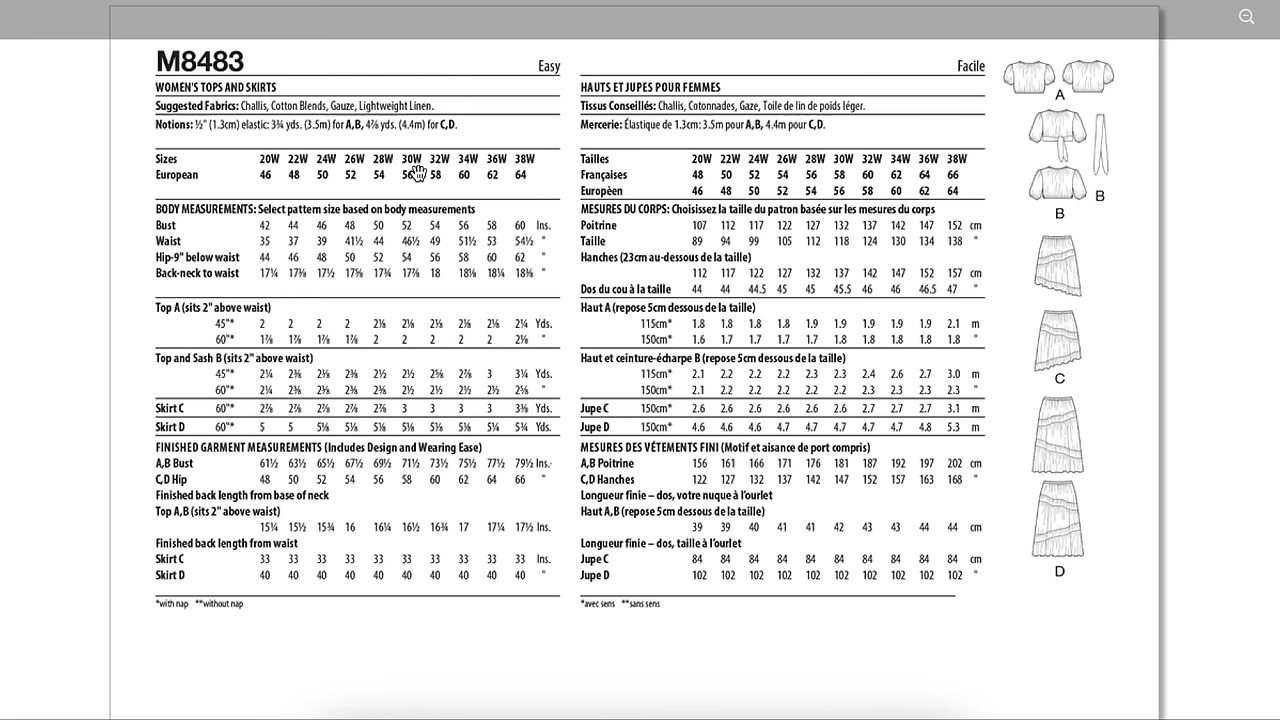 M8483 Easy
WOMEN'S TOPS AND SKIRTS
Suggested Fabrics: Challis, Cotton Blends, Gauze, Lightweight Linen.
Notions: ½" (1.3cm) elastic: 3¾ yds. (3.5m) for A,B, 4⅞ yds. (4.4m) for C,D.
Sizes 20W 22W 24W 26W 28W 30W 32W 34W 36W 38W
European 46 48 50 52 54 56 58 60 62 64
BODY MEASUREMENTS: Select pattern size based on body measurements
Bust 42 44 46 48 50 52 54 56 58 60 Ins.
Waist 35 37 39 41½ 44 46½ 49 51½ 53 54½ "
Hip-9" below waist 44 46 48 50 52 54 56 58 60 62 "
Back-neck to waist 17¼ 17⅜ 17½ 17⅝ 17¾ 17⅞ 18 18⅛ 18¼ 18⅜ "
Top A (sits 2" above waist)
45"* 2 2 2 2 2⅛ 2⅛ 2⅛ 2⅛ 2⅛ 2¼ Yds.
60"* 1⅞ 1⅞ 1⅞ 1⅞ 2 2 2 2 2 2⅛ "
Top and Sash B (sits 2" above waist)
45"* 2¼ 2⅜ 2⅜ 2⅜ 2½ 2½ 2⅝ 2⅞ 3 3¼ Yds.
60"* 2¼ 2⅜ 2⅜ 2⅜ 2⅜ 2½ 2½ 2½ 2½ 2⅝ "
Skirt C 60"* 2⅞ 2⅞ 2⅞ 2⅞ 2⅞ 3 3 3 3 3⅜ Yds.
Skirt D 60"* 5 5 5⅛ 5⅛ 5⅛ 5⅛ 5⅛ 5⅛ 5¼ 5¾ Yds.
FINISHED GARMENT MEASUREMENTS (Includes Design and Wearing Ease)
A,B Bust 61½ 63½ 65½ 67½ 69½ 71½ 73½ 75½ 77½ 79½ Ins.
C,D Hip 48 50 52 54 56 58 60 62 64 66 "
Finished back length from base of neck
Top A,B (sits 2" above waist)
15¼ 15½ 15¾ 16 16¼ 16½ 16¾ 17 17¼ 17½ Ins.
Finished back length from waist
Skirt C 33 33 33 33 33 33 33 33 33 33 Ins.
Skirt D 40 40 40 40 40 40 40 40 40 40 "
*with nap **without nap
Facile
HAUTS ET JUPES POUR FEMMES
Tissus Conseillés: Challis, Cotonnades, Gaze, Toile de lin de poids léger.
Mercerie: Élastique de 1.3cm: 3.5m pour A,B, 4.4m pour C,D.
Tailles 20W 22W 24W 26W 28W 30W 32W 34W 36W 38W
Françaises 48 50 52 54 56 58 60 62 64 66
Europèen 46 48 50 52 54 56 58 60 62 64
MESURES DU CORPS: Choisissez la taille du patron basée sur les mesures du corps
Poitrine 107 112 117 122 127 132 137 142 147 152 cm
Taille 89 94 99 105 112 118 124 130 134 138 "
Hanches (23cm au-dessous de la taille)
112 117 122 127 132 137 142 147 152 157 cm
Dos du cou à la taille 44 44 44.5 45 45 45.5 46 46 46.5 47 "
Haut A (repose 5cm dessous de la taille)
115cm* 1.8 1.8 1.8 1.8 1.9 1.9 1.9 1.9 1.9 2.1 m
150cm* 1.6 1.7 1.7 1.7 1.8 1.8 1.8 1.8 1.8 1.8 "
Haut et ceinture-écharpe B (repose 5cm dessous de la taille)
115cm* 2.1 2.2 2.2 2.2 2.3 2.3 2.4 2.6 2.7 3.0 m
150cm* 2.1 2.2 2.2 2.2 2.2 2.3 2.3 2.3 2.3 2.3 "
Jupe C 150cm* 2.6 2.6 2.6 2.6 2.6 2.7 2.7 2.7 2.7 3.1 m
Jupe D 150cm* 4.6 4.6 4.6 4.7 4.7 4.7 4.7 4.7 4.8 5.3 m
MESURES DES VÉTEMENTS FINI (Motif et aisance de port compris)
A,B Poitrine 156 161 166 171 176 181 187 192 197 202 cm
C,D Hanches 122 127 132 137 142 147 152 157 163 168 "
Longueur finie – dos, votre nuque à l'ourlet
Haut A,B (repose 5cm dessous de la taille)
39 39 40 41 41 42 43 43 44 44 cm
Longueur finie – dos, taille à l'ourlet
Jupe C 84 84 84 84 84 84 84 84 84 84 cm
Jupe D 102 102 102 102 102 102 102 102 102 102 "
*avec sens **sans sens
A
B
B
C
D